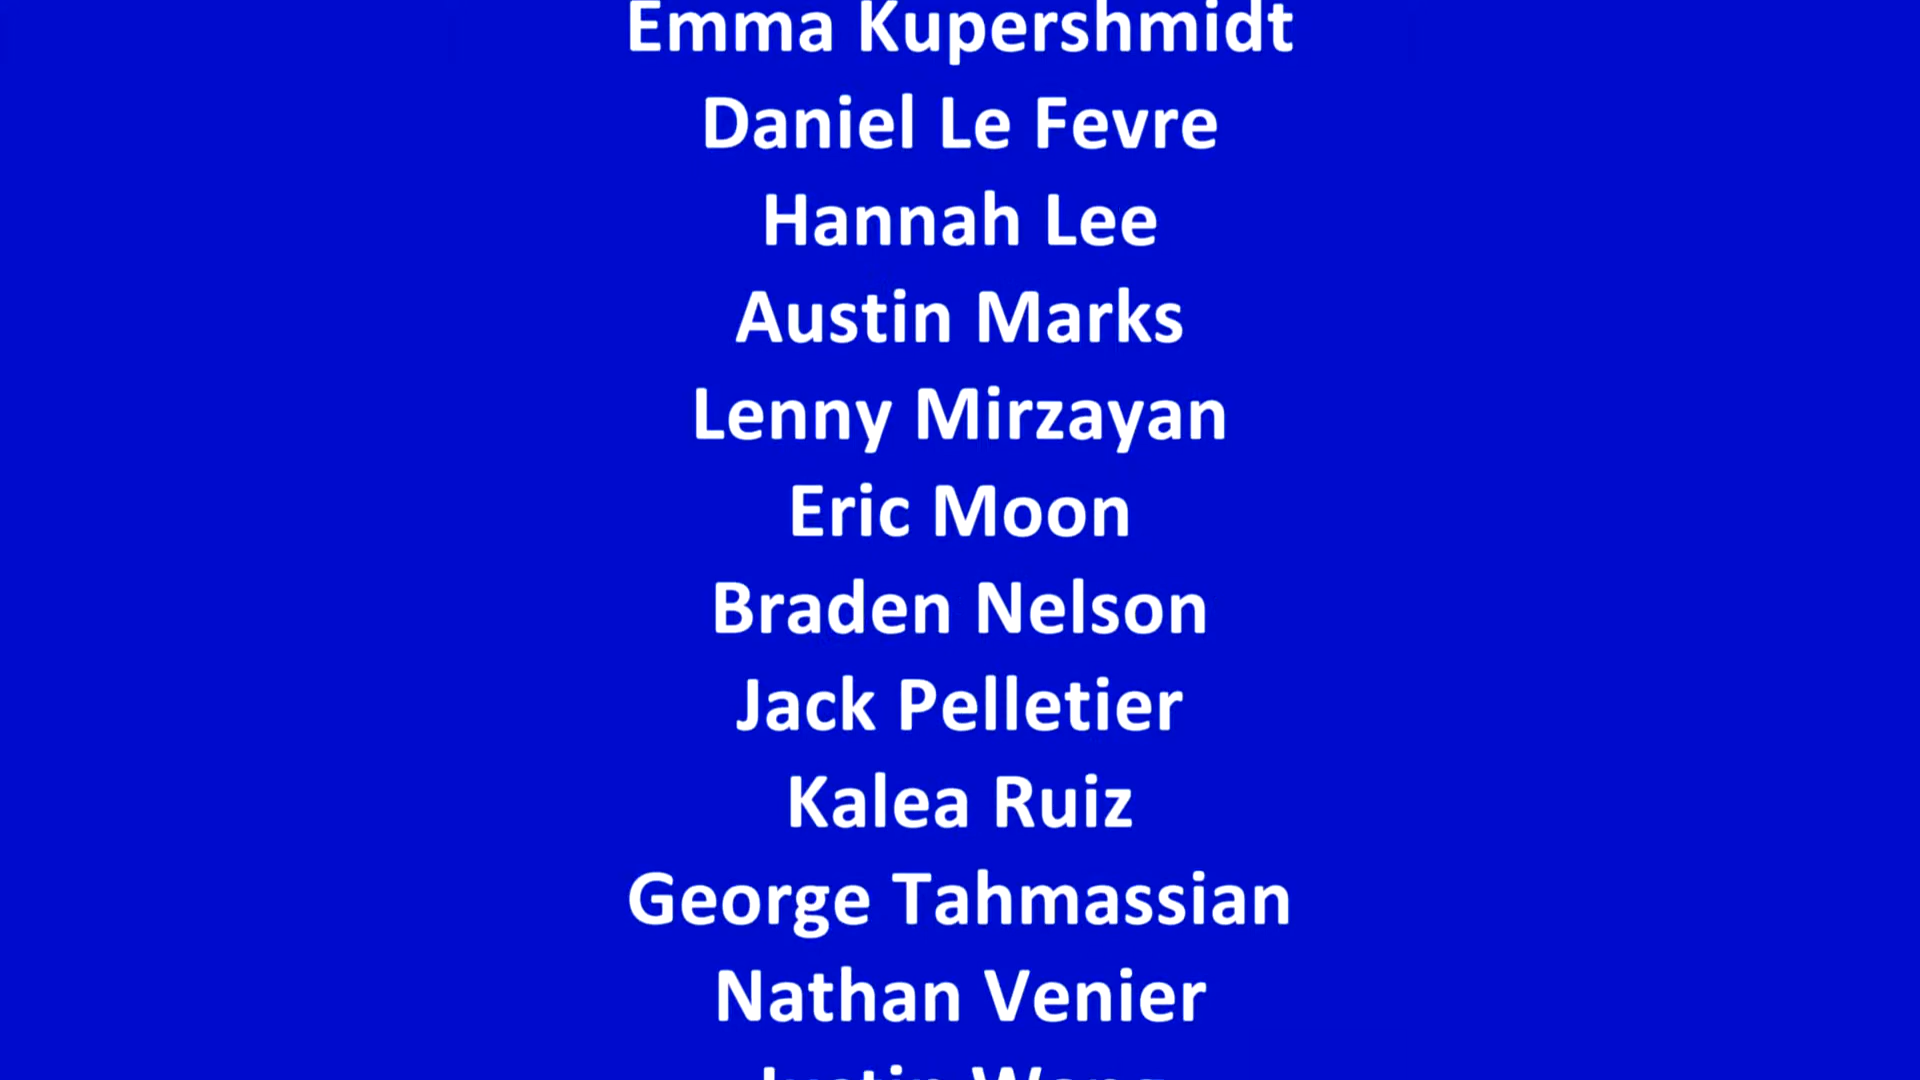 Emma Kupershmidt
Daniel Le Fevre
Hannah Lee
Austin Marks
Lenny Mirzayan
Eric Moon
Braden Nelson
Jack Pelletier
Kalea Ruiz
George Tahmassian
Nathan Venier
Justin